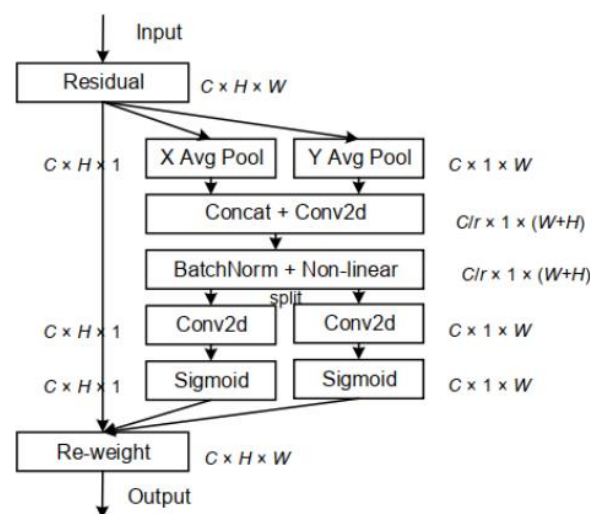 Input
Residual
C × H × W
C × H × 1
X Avg Pool
Y Avg Pool
C × 1 × W
Concat + Conv2d
C/r × 1 × (W+H)
BatchNorm + Non-linear
C/r × 1 × (W+H)
split
C × H × 1
Conv2d
Conv2d
C × 1 × W
C × H × 1
Sigmoid
Sigmoid
C × 1 × W
Re-weight
C × H × W
Output